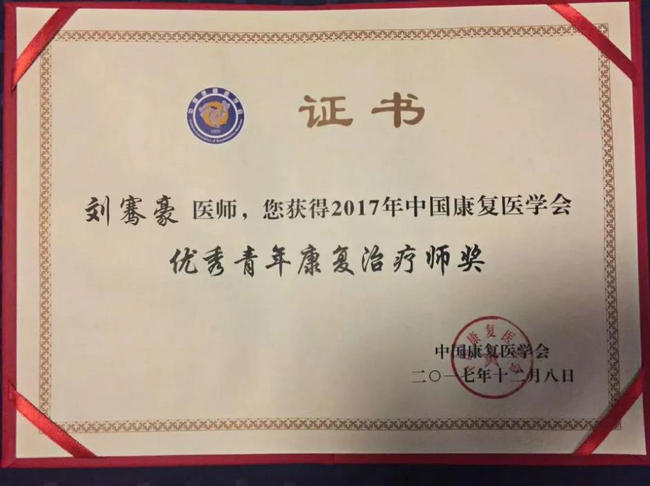 证书
刘骞豪 医师，您获得2017年中国康复医学会
优秀青年康复治疗师奖
中国康复医学会
二〇一七年十二月八日